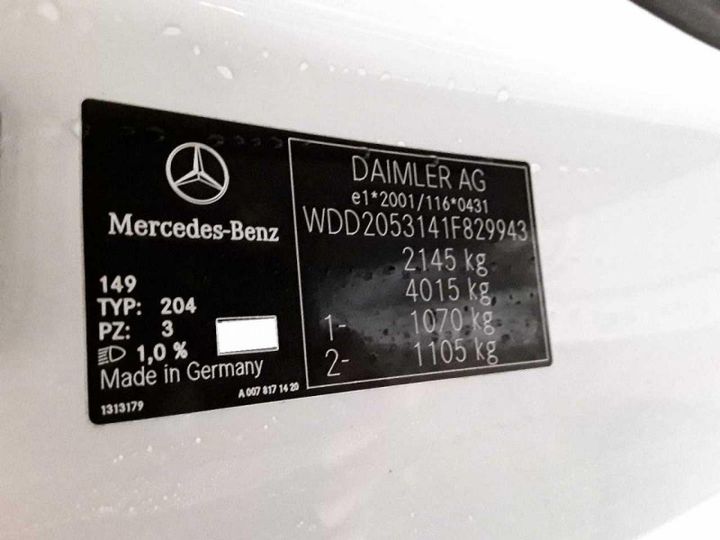 Mercedes-Benz
149
TYP: 204
PZ: 3
1,0 %
Made in Germany
1313179
A 007 817 14 20
DAIMLER AG
e1*2001/116*0431
WDD2053141F829943
2145 kg
4015 kg
1- 1070 kg
2- 1105 kg